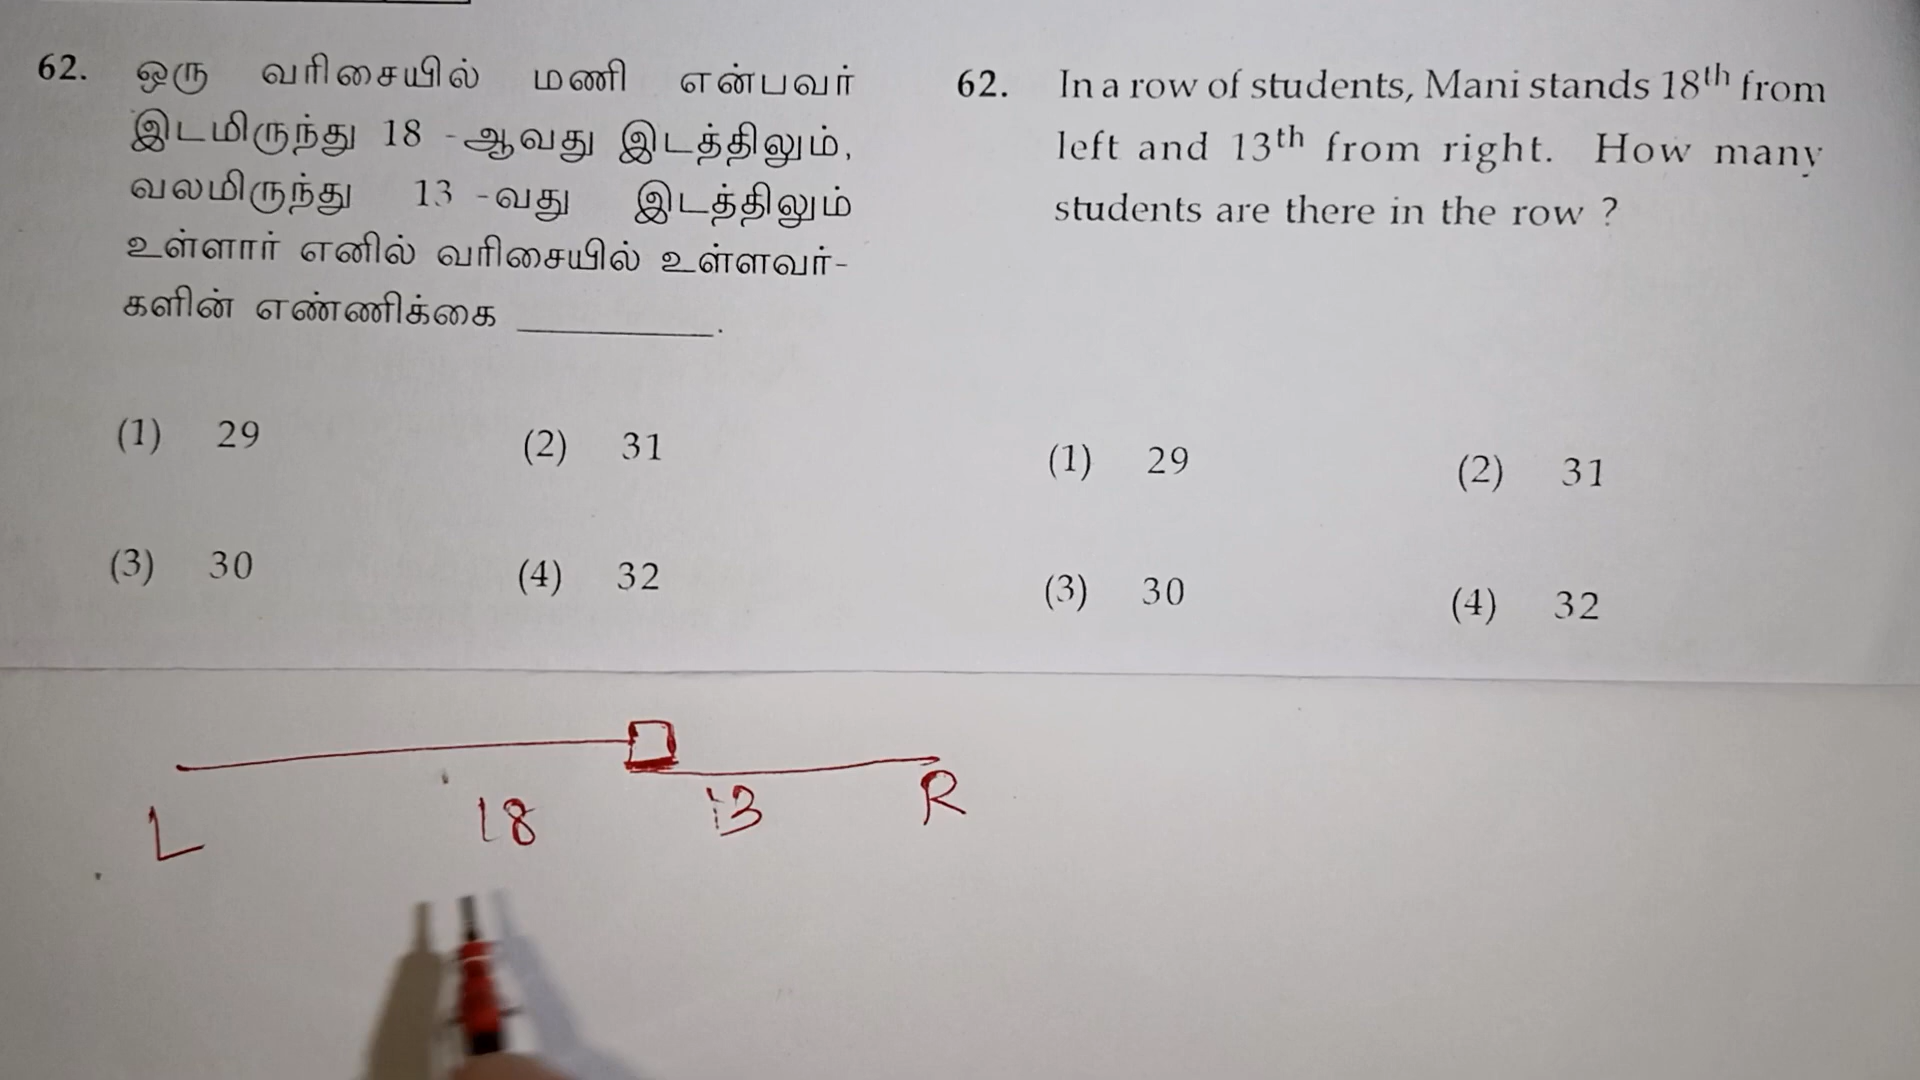 62. ஒரு வரிசையில் மணி என்பவர்
இடமிருந்து 18 -ஆவது இடத்திலும்,
வலமிருந்து 13 -வது இடத்திலும்
உள்ளார் எனில் வரிசையில் உள்ளவர்-
களின் எண்ணிக்கை __________.
(1) 29 (2) 31
(3) 30 (4) 32
62. In a row of students, Mani stands 18th from
left and 13th from right. How many
students are there in the row ?
(1) 29 (2) 31
(3) 30 (4) 32
L 18 13 R